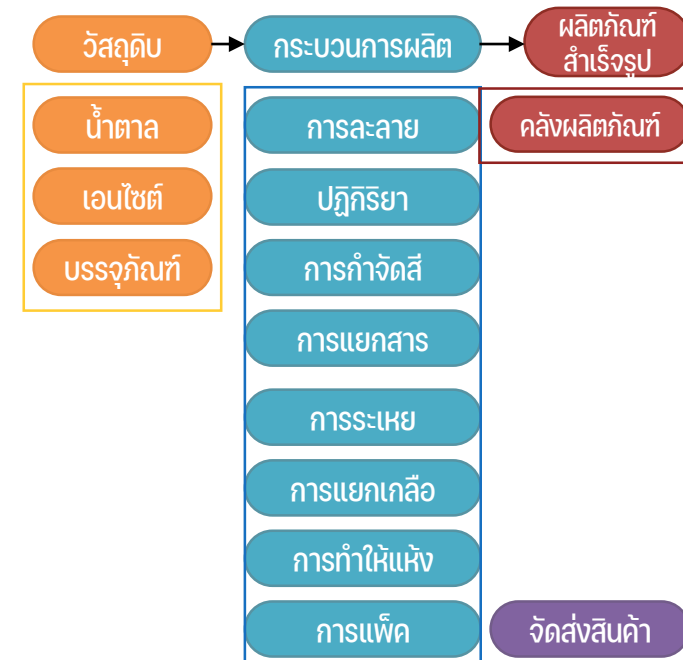 วัสถุดิบ
กระบวนการผลิต
ผลิตภัณฑ์
สำเร็จรูป
น้ำตาล
การละลาย
คลังผลิตภัณฑ์
เอนไซต์
ปฏิกิริยา
บรรจุภัณฑ์
การกำจัดสี
การแยกสาร
การระเหย
การแยกเกลือ
การทำให้แห้ง
การแพ็ค
จัดส่งสินค้า